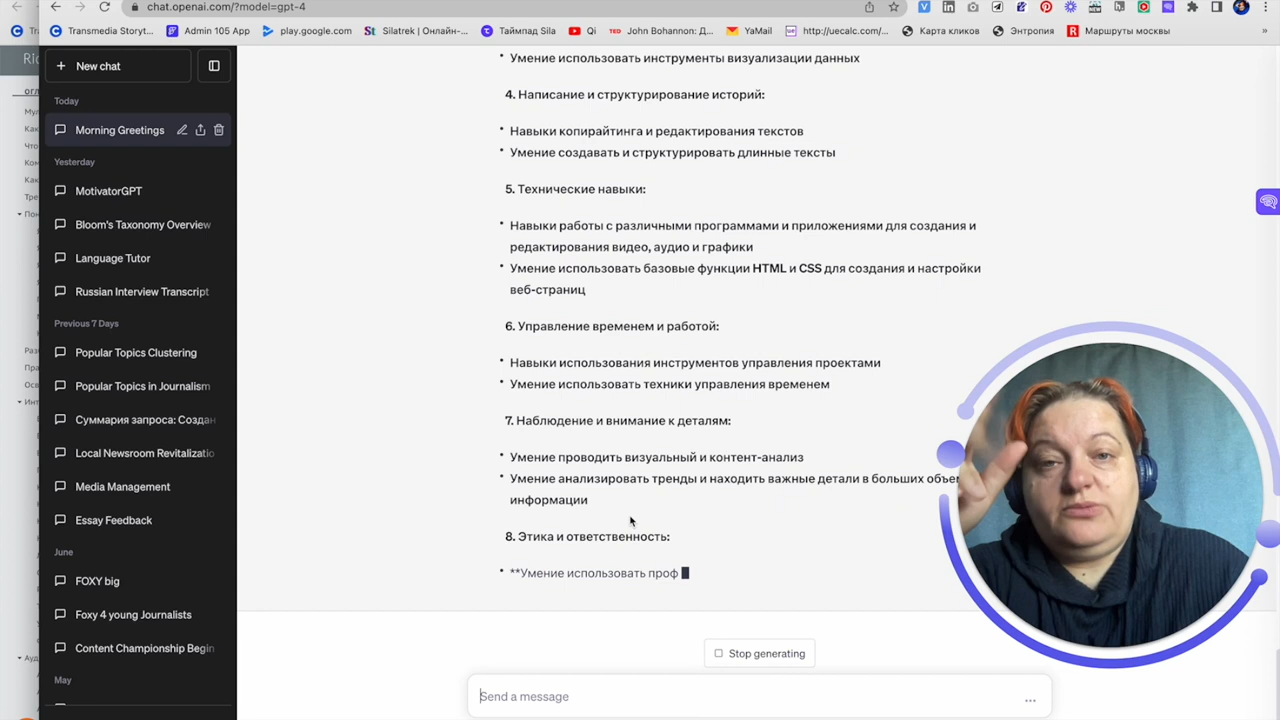 chat.openai.com/?model=gpt-4
Transmedia Storyt...
Admin 105 App
play.google.com
Silatrek | Онлайн-...
Таймпад Sila
Qi
TED
John Bohannon: Д...
YaMail
http://uecalc.com/...
Карта кликов
Энтропия
Маршруты москвы
»
New chat
Today
Morning Greetings
Yesterday
MotivatorGPT
Bloom's Taxonomy Overview
Language Tutor
Russian Interview Transcript
Previous 7 Days
Popular Topics Clustering
Popular Topics in Journalism
Суммария запроса: Создан
Local Newsroom Revitalizatio
Media Management
Essay Feedback
June
FOXY big
Foxy 4 young Journalists
Content Championship Begin
May
• Умение использовать инструменты визуализации данных
4. Написание и структурирование историй:
• Навыки копирайтинга и редактирования текстов
• Умение создавать и структурировать длинные тексты
5. Технические навыки:
• Навыки работы с различными программами и приложениями для создания и
редактирования видео, аудио и графики
• Умение использовать базовые функции HTML и CSS для создания и настройки
веб-страниц
6. Управление временем и работой:
• Навыки использования инструментов управления проектами
• Умение использовать техники управления временем
7. Наблюдение и внимание к деталям:
• Умение проводить визуальный и контент-анализ
• Умение анализировать тренды и находить важные детали в больших объем
информации
8. Этика и ответственность:
• **Умение использовать проф
Stop generating
Send a message
...